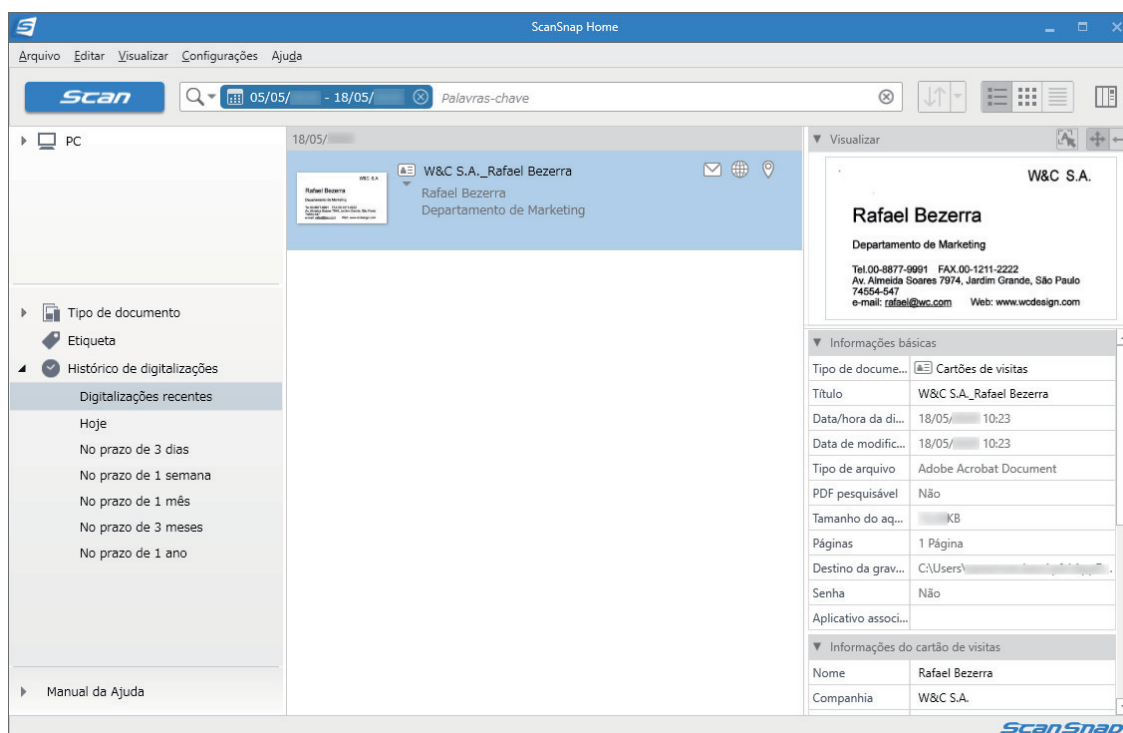 ScanSnap Home
Arquivo Editar Visualizar Configurações Ajuda
Scan
05/05/ - 18/05/ Palavras-chave
PC
Tipo de documento
Etiqueta
Histórico de digitalizações
Digitalizações recentes
Hoje
No prazo de 3 dias
No prazo de 1 semana
No prazo de 1 mês
No prazo de 3 meses
No prazo de 1 ano
Manual da Ajuda
18/05/
W&C S.A.
Rafael Bezerra
Departamento de Marketing
W&C S.A._Rafael Bezerra
Rafael Bezerra
Departamento de Marketing
Visualizar
W&C S.A.
Rafael Bezerra
Departamento de Marketing
Tel.00-8877-9991 FAX.00-1211-2222
Av. Almeida Soares 7974, Jardim Grande, São Paulo
74554-547
e-mail: rafael@wc.com Web: www.wcdesign.com
Informações básicas
Tipo de docume... Cartões de visitas
Título W&C S.A._Rafael Bezerra
Data/hora da di... 18/05/ 10:23
Data de modific... 18/05/ 10:23
Tipo de arquivo Adobe Acrobat Document
PDF pesquisável Não
Tamanho do aq... KB
Páginas 1 Página
Destino da grav... C:\Users\
Senha Não
Aplicativo associ...
Informações do cartão de visitas
Nome Rafael Bezerra
Companhia W&C S.A.
ScanSnap